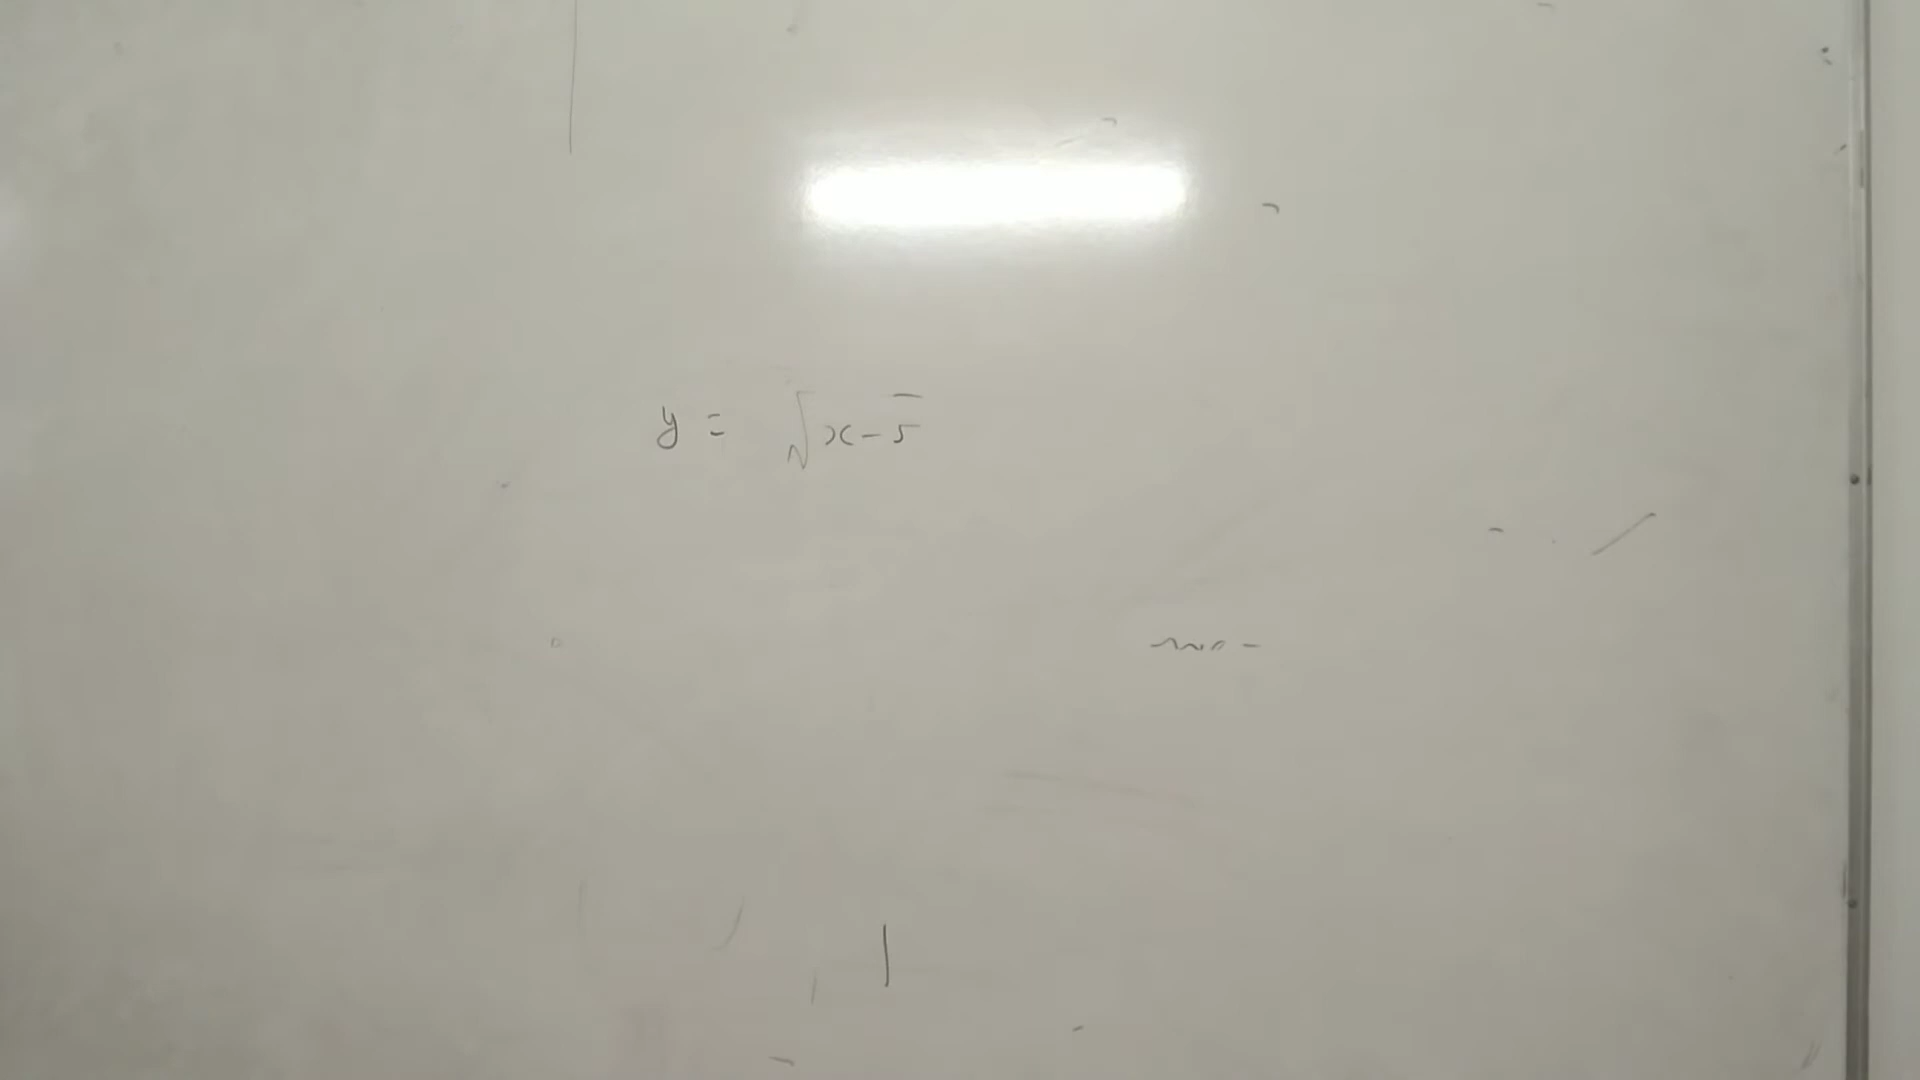 y = √x-5